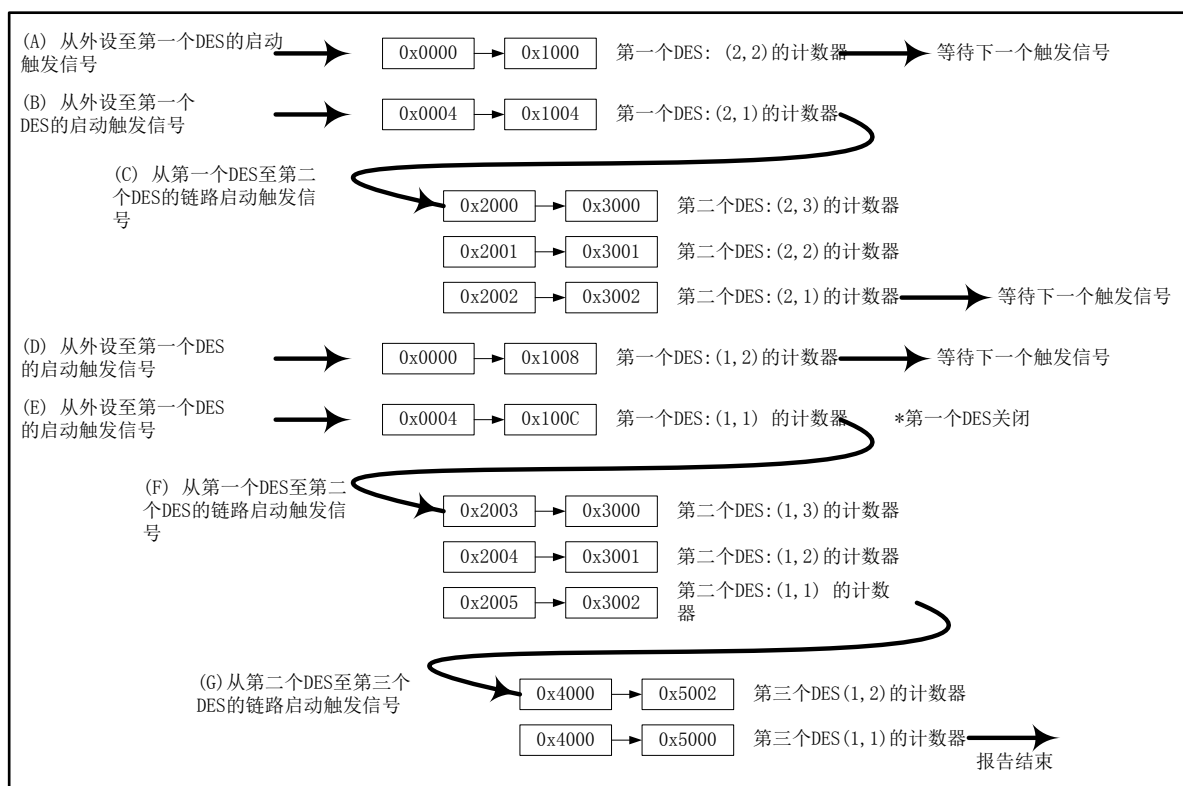 (A) 从外设至第一个DES的启动
触发信号
0x0000
0x1000
第一个DES: (2,2)的计数器
等待下一个触发信号
(B) 从外设至第一个
DES的启动触发信号
0x0004
0x1004
第一个DES:(2,1)的计数器
(C) 从第一个DES至第二
个DES的链路启动触发信
号
0x2000
0x3000
第二个DES:(2,3)的计数器
0x2001
0x3001
第二个DES:(2,2)的计数器
0x2002
0x3002
第二个DES:(2,1)的计数器
等待下一个触发信号
(D) 从外设至第一个DES
的启动触发信号
0x0000
0x1008
第一个DES:(1,2)的计数器
等待下一个触发信号
(E) 从外设至第一个DES
的启动触发信号
0x0004
0x100C
第一个DES:(1,1) 的计数器
*第一个DES关闭
(F) 从第一个DES至第二
个DES的链路启动触发信
号
0x2003
0x3000
第二个DES:(1,3)的计数器
0x2004
0x3001
第二个DES:(1,2)的计数器
0x2005
0x3002
第二个DES:(1,1) 的计数
器
(G)从第二个DES至第三个
DES的链路启动触发信号
0x4000
0x5002
第三个DES(1,2)的计数器
0x4000
0x5000
第三个DES(1,1)的计数器
报告结束